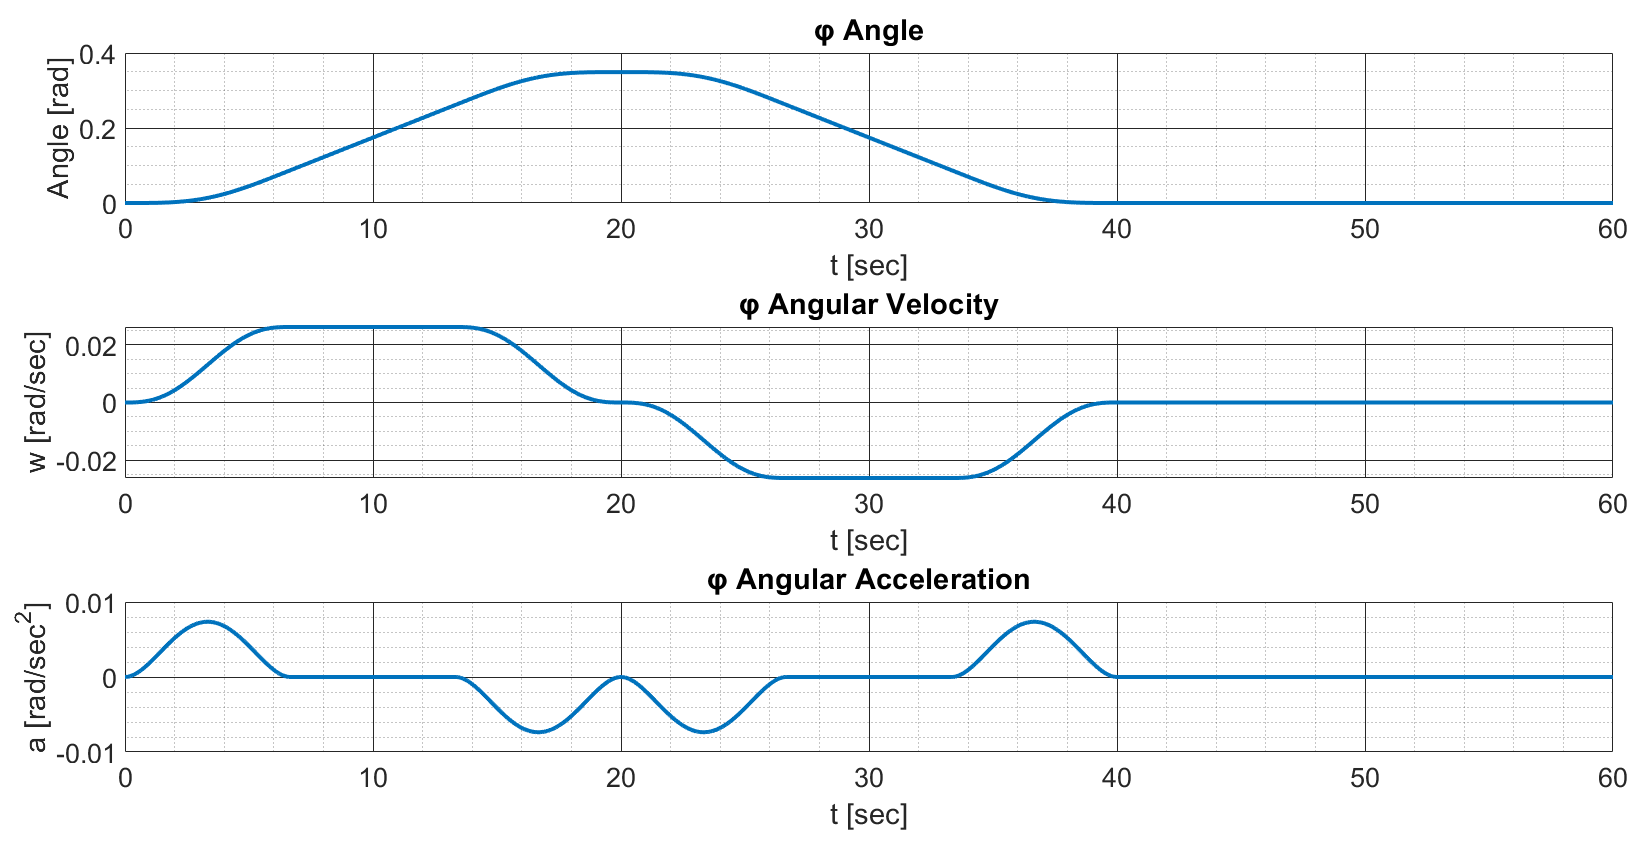 φ Angle
Angle [rad]
0.4
0.2
0
0 10 20 30 40 50 60
t [sec]
φ Angular Velocity
w [rad/sec]
0.02
0
-0.02
0 10 20 30 40 50 60
t [sec]
φ Angular Acceleration
a [rad/sec²]
0.01
0
-0.01
0 10 20 30 40 50 60
t [sec]